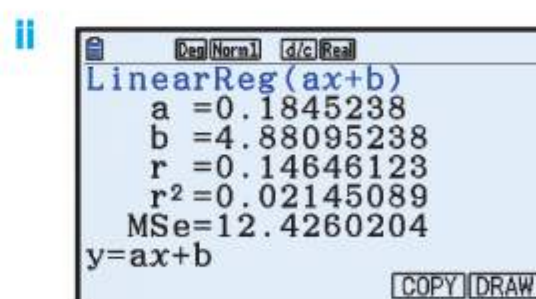 ii
Deg Norm1 d/c Real
LinearReg(ax+b)
a =0.1845238
b =4.88095238
r =0.14646123
r²=0.02145089
MSe=12.4260204
y=ax+b
COPY DRAW